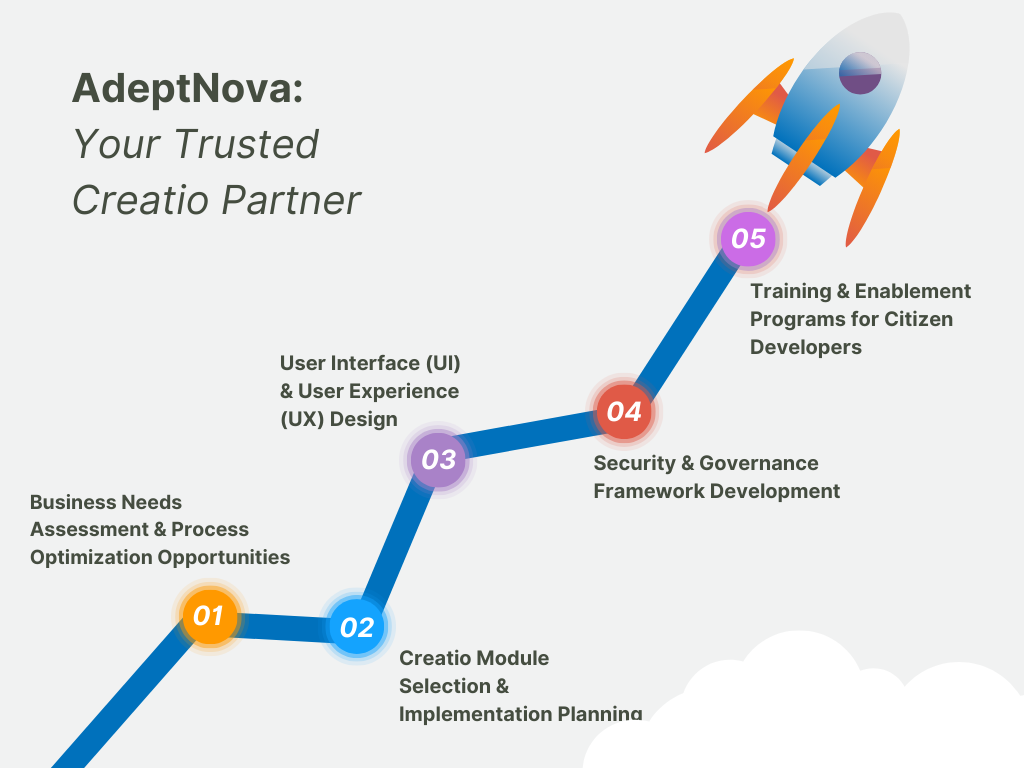 AdeptNova:
Your Trusted
Creatio Partner
05
Training & Enablement
Programs for Citizen
Developers
User Interface (UI)
& User Experience
(UX) Design
04
03
Security & Governance
Framework Development
Business Needs
Assessment & Process
Optimization Opportunities
01
02
Creatio Module
Selection &
Implementation Planning